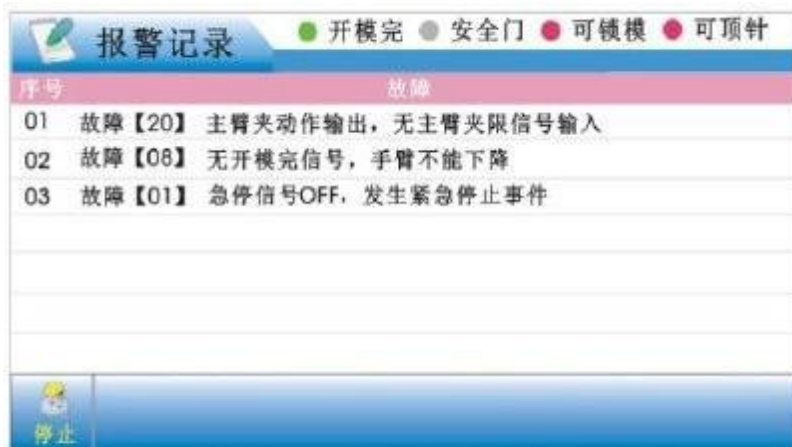 报警记录 开模完 安全门 可锁模 可顶针
序号 故障
01 故障【20】 主臂夹动作输出，无主臂夹限信号输入
02 故障【08】 无开模完信号，手臂不能下降
03 故障【01】 急停信号OFF，发生紧急停止事件
停止